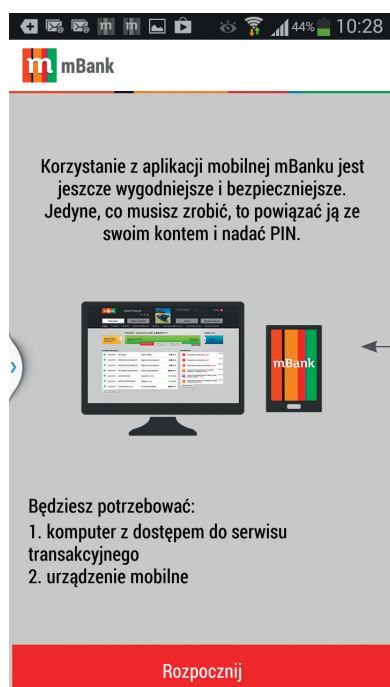 44% 10:28
m mBank
Korzystanie z aplikacji mobilnej mBanku jest
jeszcze wygodniejsze i bezpieczniejsze.
Jedyne, co musisz zrobić, to powiązać ją ze
swoim kontem i nadać PIN.
mBank
Będziesz potrzebować:
1. komputer z dostępem do serwisu
transakcyjnego
2. urządzenie mobilne
Rozpocznij